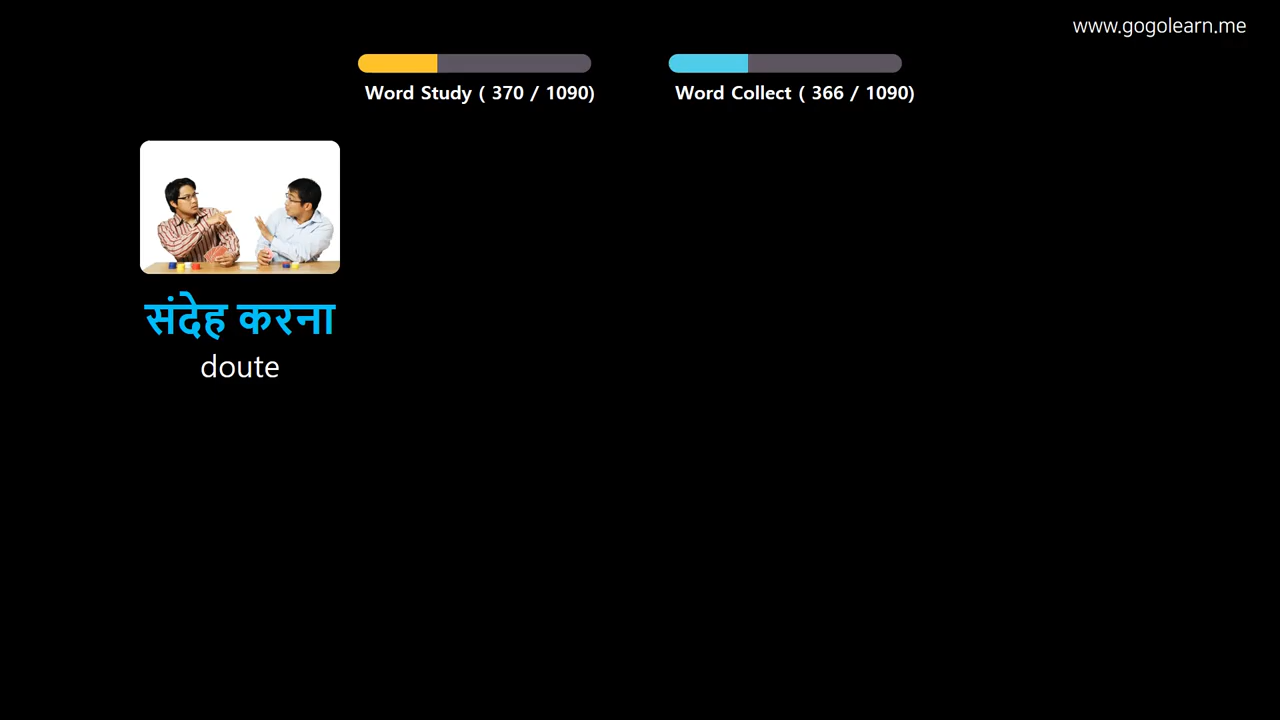 www.gogolearn.me
Word Study ( 370 / 1090)
Word Collect ( 366 / 1090)
संदेह करना
doute